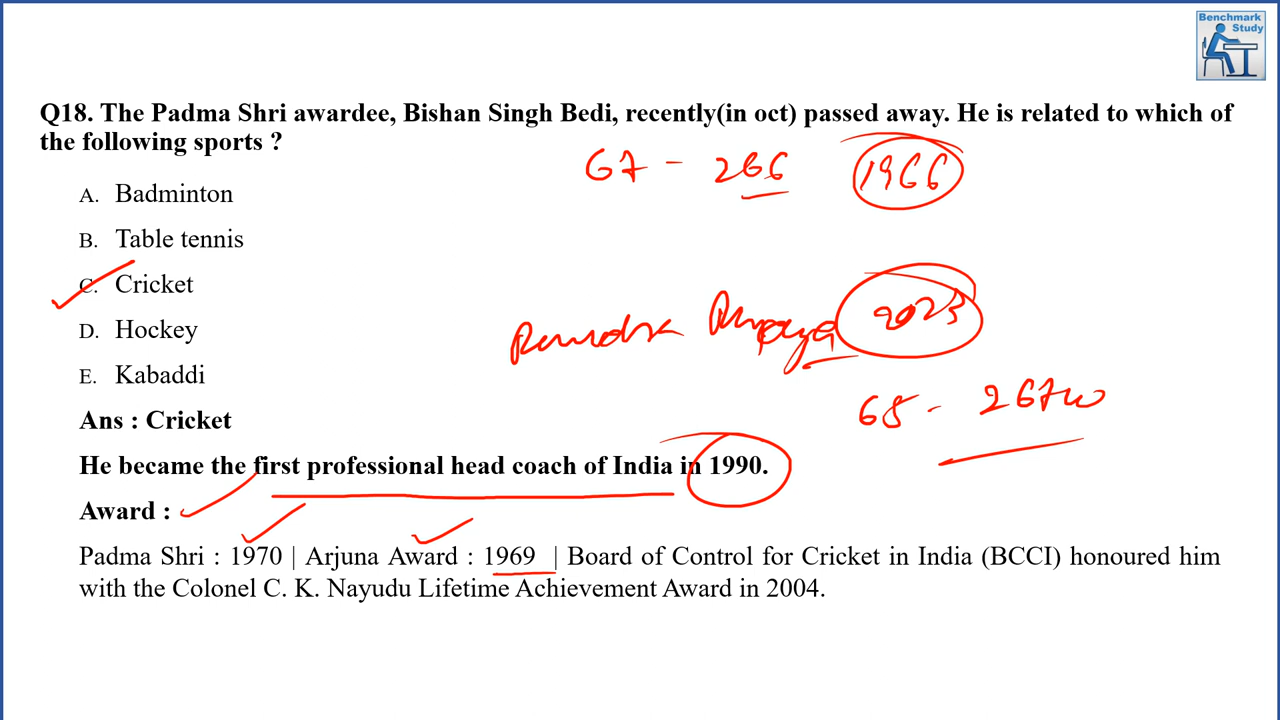 Benchmark
Study
Q18. The Padma Shri awardee, Bishan Singh Bedi, recently(in oct) passed away. He is related to which of
the following sports ?
67 - 266 1966
A. Badminton
B. Table tennis
C. Cricket
D. Hockey
2023
E. Kabaddi
68 - 267w
Ans : Cricket
He became the first professional head coach of India in 1990.
Award :
Padma Shri : 1970 | Arjuna Award : 1969 | Board of Control for Cricket in India (BCCI) honoured him
with the Colonel C. K. Nayudu Lifetime Achievement Award in 2004.